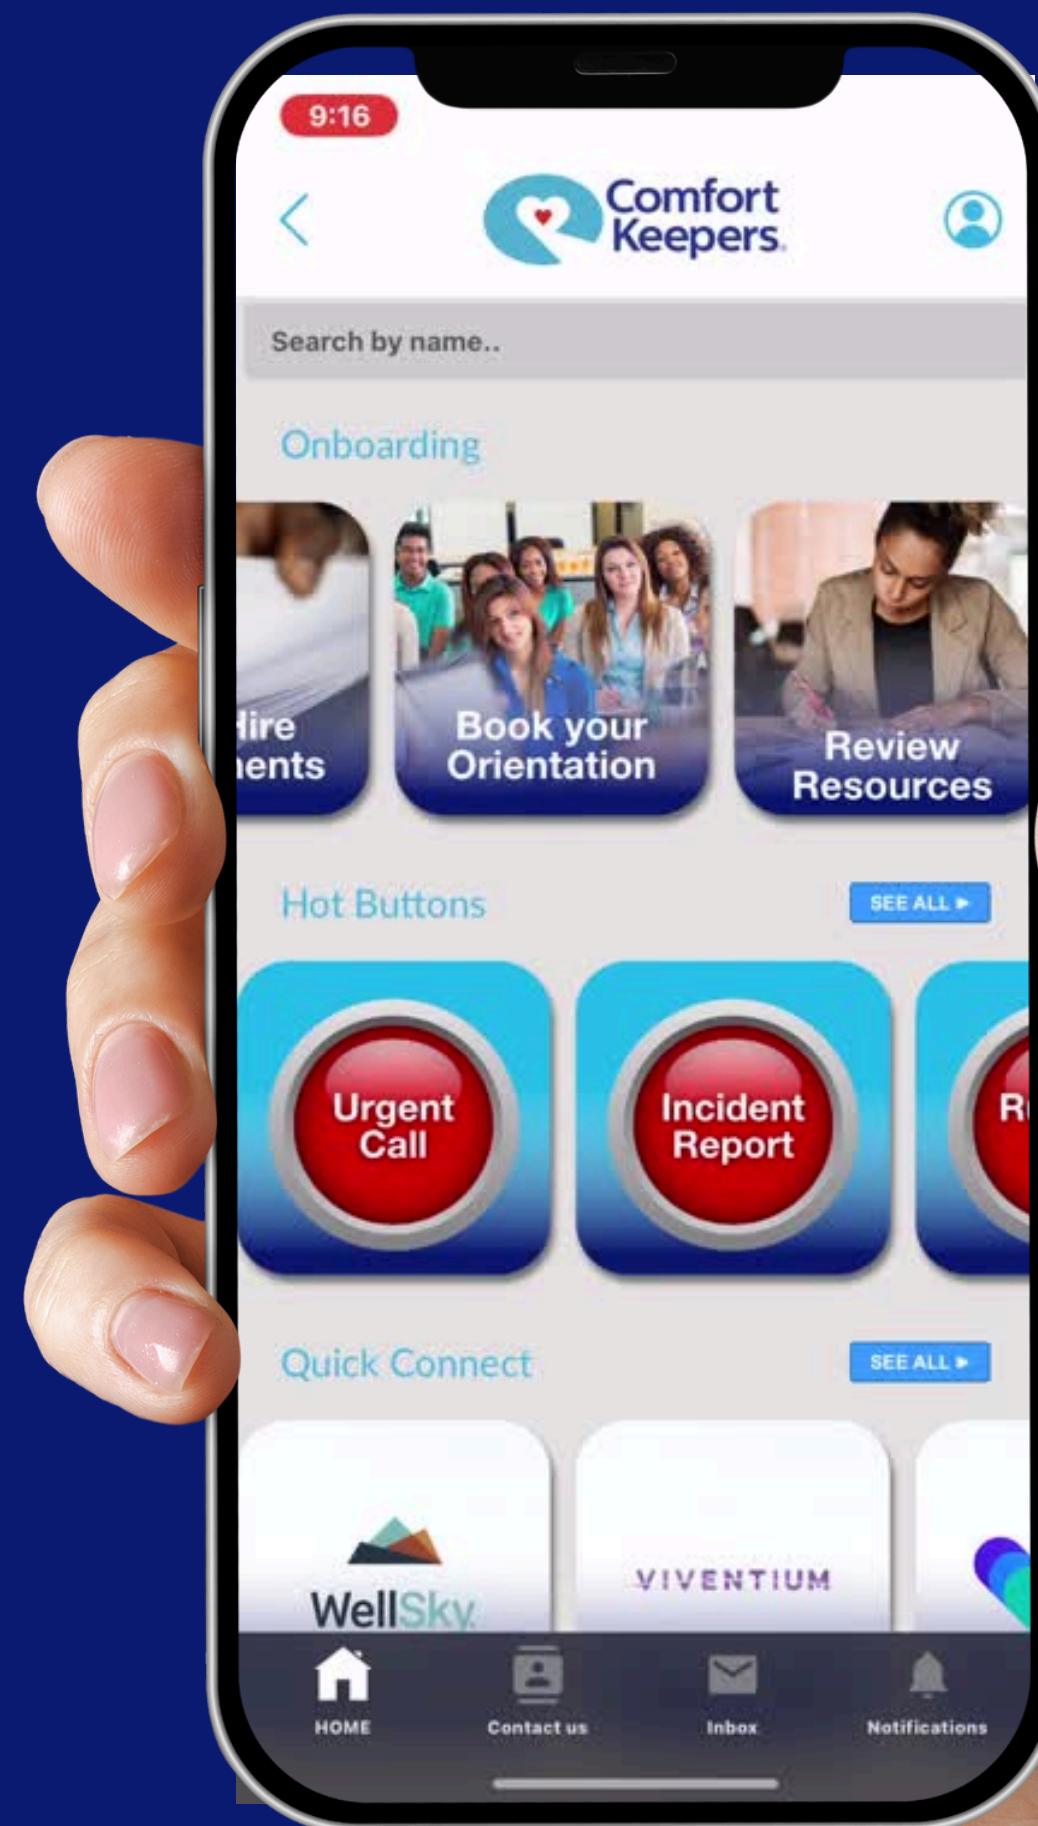 9:16
Comfort
Keepers
Search by name..
Onboarding
Book your
Orientation
Review
Resources
Hot Buttons
SEE ALL
Urgent
Call
Incident
Report
Quick Connect
SEE ALL
WellSky
VIVENTIUM
HOME
Contact us
Inbox
Notifications